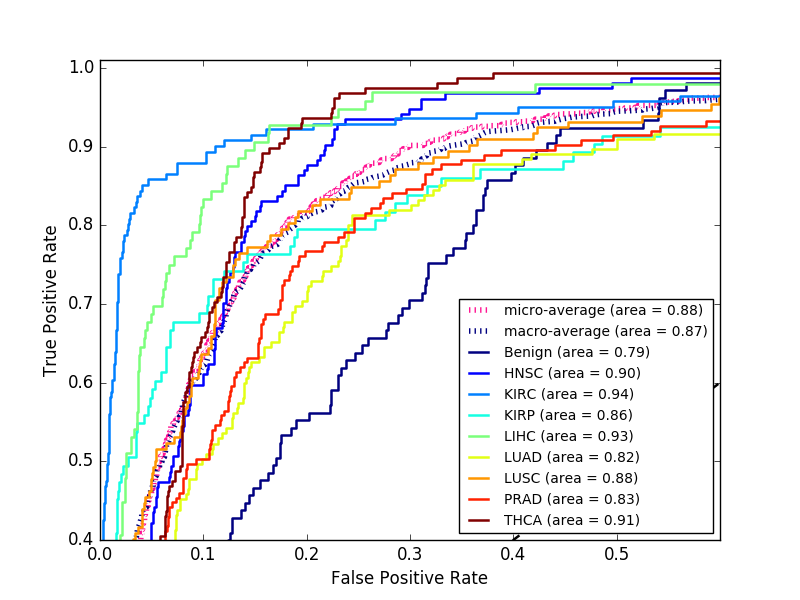 1.0
0.9
0.8
0.7
0.6
0.5
0.4
True Positive Rate
micro-average (area = 0.88)
macro-average (area = 0.87)
Benign (area = 0.79)
HNSC (area = 0.90)
KIRC (area = 0.94)
KIRP (area = 0.86)
LIHC (area = 0.93)
LUAD (area = 0.82)
LUSC (area = 0.88)
PRAD (area = 0.83)
THCA (area = 0.91)
0.0 0.1 0.2 0.3 0.4 0.5
False Positive Rate